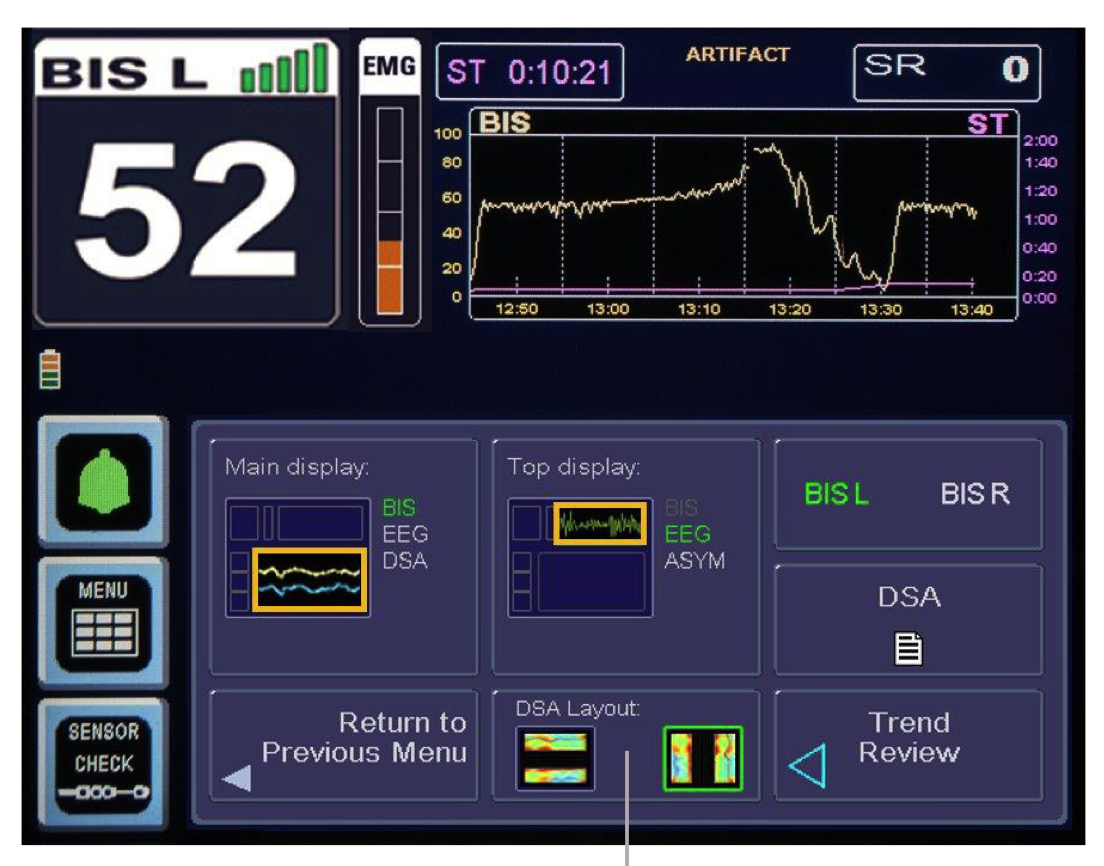 BIS L
EMG
ST 0:10:21
ARTIFACT
SR 0
52
BIS ST
100
80
60
40
20
0
2:00
1:40
1:20
1:00
0:40
0:20
0:00
12:50 13:00 13:10 13:20 13:30 13:40
MENU
SENSOR
CHECK
Main display:
BIS
EEG
DSA
Top display:
BIS
EEG
ASYM
BIS L BIS R
DSA
Return to
Previous Menu
DSA Layout:
Trend
Review